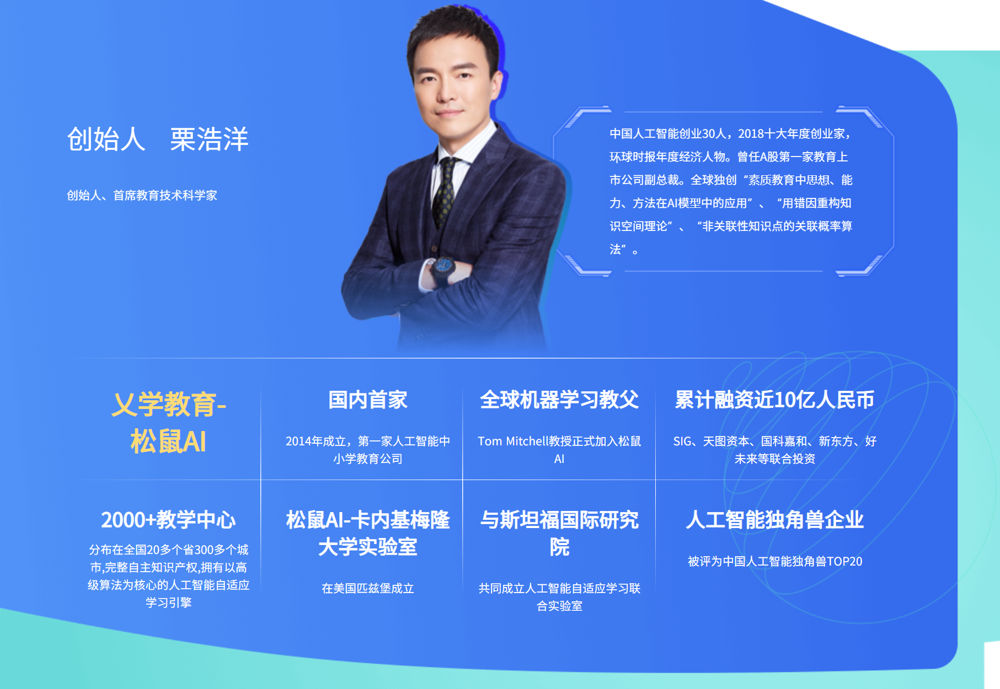 创始人 栗浩洋
创始人、首席教育技术科学家
中国人工智能创业30人，2018十大年度创业家，
环球时报年度经济人物。曾任A股第一家教育上
市公司副总裁。全球独创“素质教育中思想、能
力、方法在AI模型中的应用”、“用错因重构知
识空间理论”、“非关联性知识点的关联概率算
法”。
乂学教育-
松鼠AI
国内首家
2014年成立，第一家人工智能中
小学教育公司
全球机器学习教父
Tom Mitchell教授正式加入松鼠
AI
累计融资近10亿人民币
SIG、天图资本、国科嘉和、新东方、好
未来等联合投资
2000+教学中心
分布在全国20多个省300多个城
市,完整自主知识产权,拥有以高
级算法为核心的人工智能自适应
学习引擎
松鼠AI-卡内基梅隆
大学实验室
在美国匹兹堡成立
与斯坦福国际研究
院
共同成立人工智能自适应学习联
合实验室
人工智能独角兽企业
被评为中国人工智能独角兽TOP20